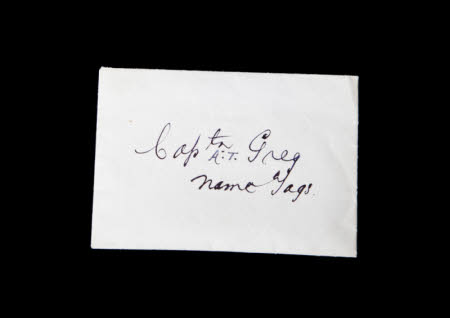 Captn A.T. Greg
name Tags.